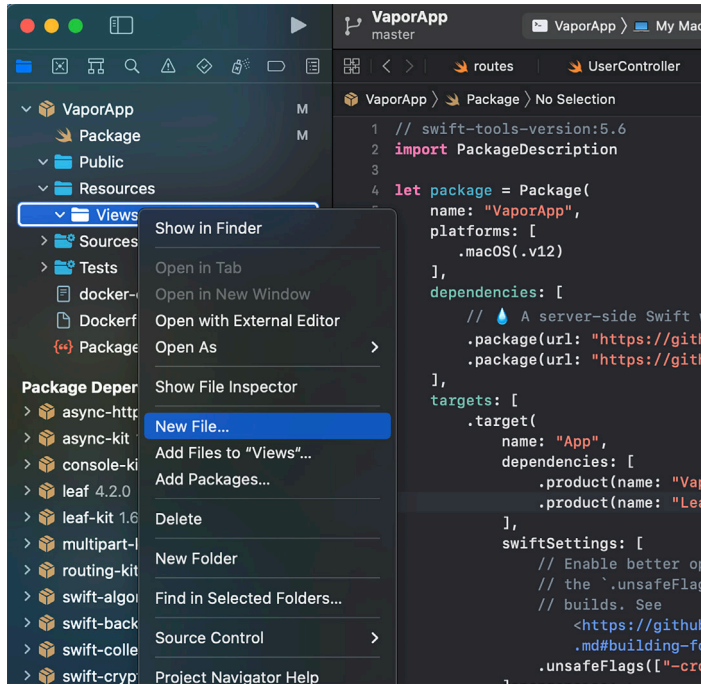 VaporApp
master
VaporApp
My Mac
routes
UserController
VaporApp
Package
No Selection
VaporApp M
Package M
Public
Resources
Views
Sources
Tests
docker-
Dockerf
Package
Package Deper
async-http
async-kit
console-ki
leaf 4.2.0
leaf-kit 1.6
multipart-k
routing-kit
swift-algor
swift-back
swift-colle
swift-cryp
Show in Finder
Open in Tab
Open in New Window
Open with External Editor
Open As
Show File Inspector
New File...
Add Files to “Views”...
Add Packages...
Delete
New Folder
Find in Selected Folders...
Source Control
Project Navigator Help
1 // swift-tools-version:5.6
2 import PackageDescription
3
4 let package = Package(
name: "VaporApp",
platforms: [
.macOS(.v12)
],
dependencies: [
// 💧 A server-side Swift
.package(url: "https://gith
.package(url: "https://gith
],
targets: [
.target(
name: "App",
dependencies: [
.product(name: "Vap
.product(name: "Lea
],
swiftSettings: [
// Enable better op
// the `.unsafeFlag
// builds. See
<https://github
.md#building-fo
.unsafeFlags(["-cro